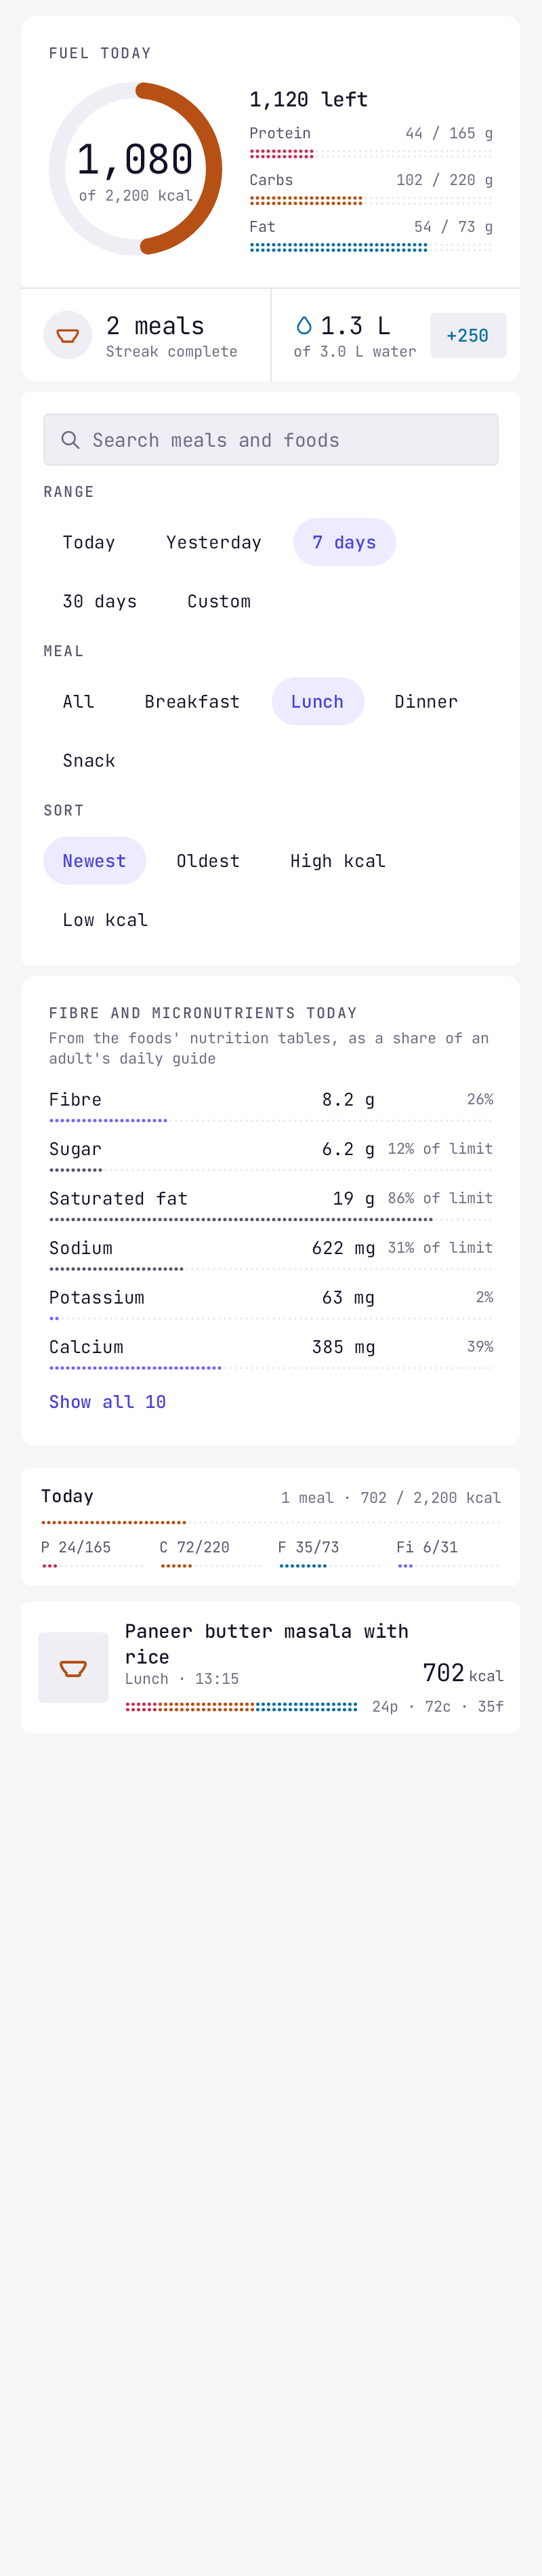 FUEL TODAY
1,080
of 2,200 kcal
1,120 left
Protein 44 / 165 g
Carbs 102 / 220 g
Fat 54 / 73 g
2 meals
Streak complete
1.3 L
of 3.0 L water
+250
Search meals and foods
RANGE
Today Yesterday 7 days
30 days Custom
MEAL
All Breakfast Lunch Dinner
Snack
SORT
Newest Oldest High kcal
Low kcal
FIBRE AND MICRONUTRIENTS TODAY
From the foods' nutrition tables, as a share of an
adult's daily guide
Fibre 8.2 g 26%
Sugar 6.2 g 12% of limit
Saturated fat 19 g 86% of limit
Sodium 622 mg 31% of limit
Potassium 63 mg 2%
Calcium 385 mg 39%
Show all 10
Today 1 meal · 702 / 2,200 kcal
P 24/165 C 72/220 F 35/73 Fi 6/31
Paneer butter masala with
rice
Lunch · 13:15
702 kcal
24p · 72c · 35f